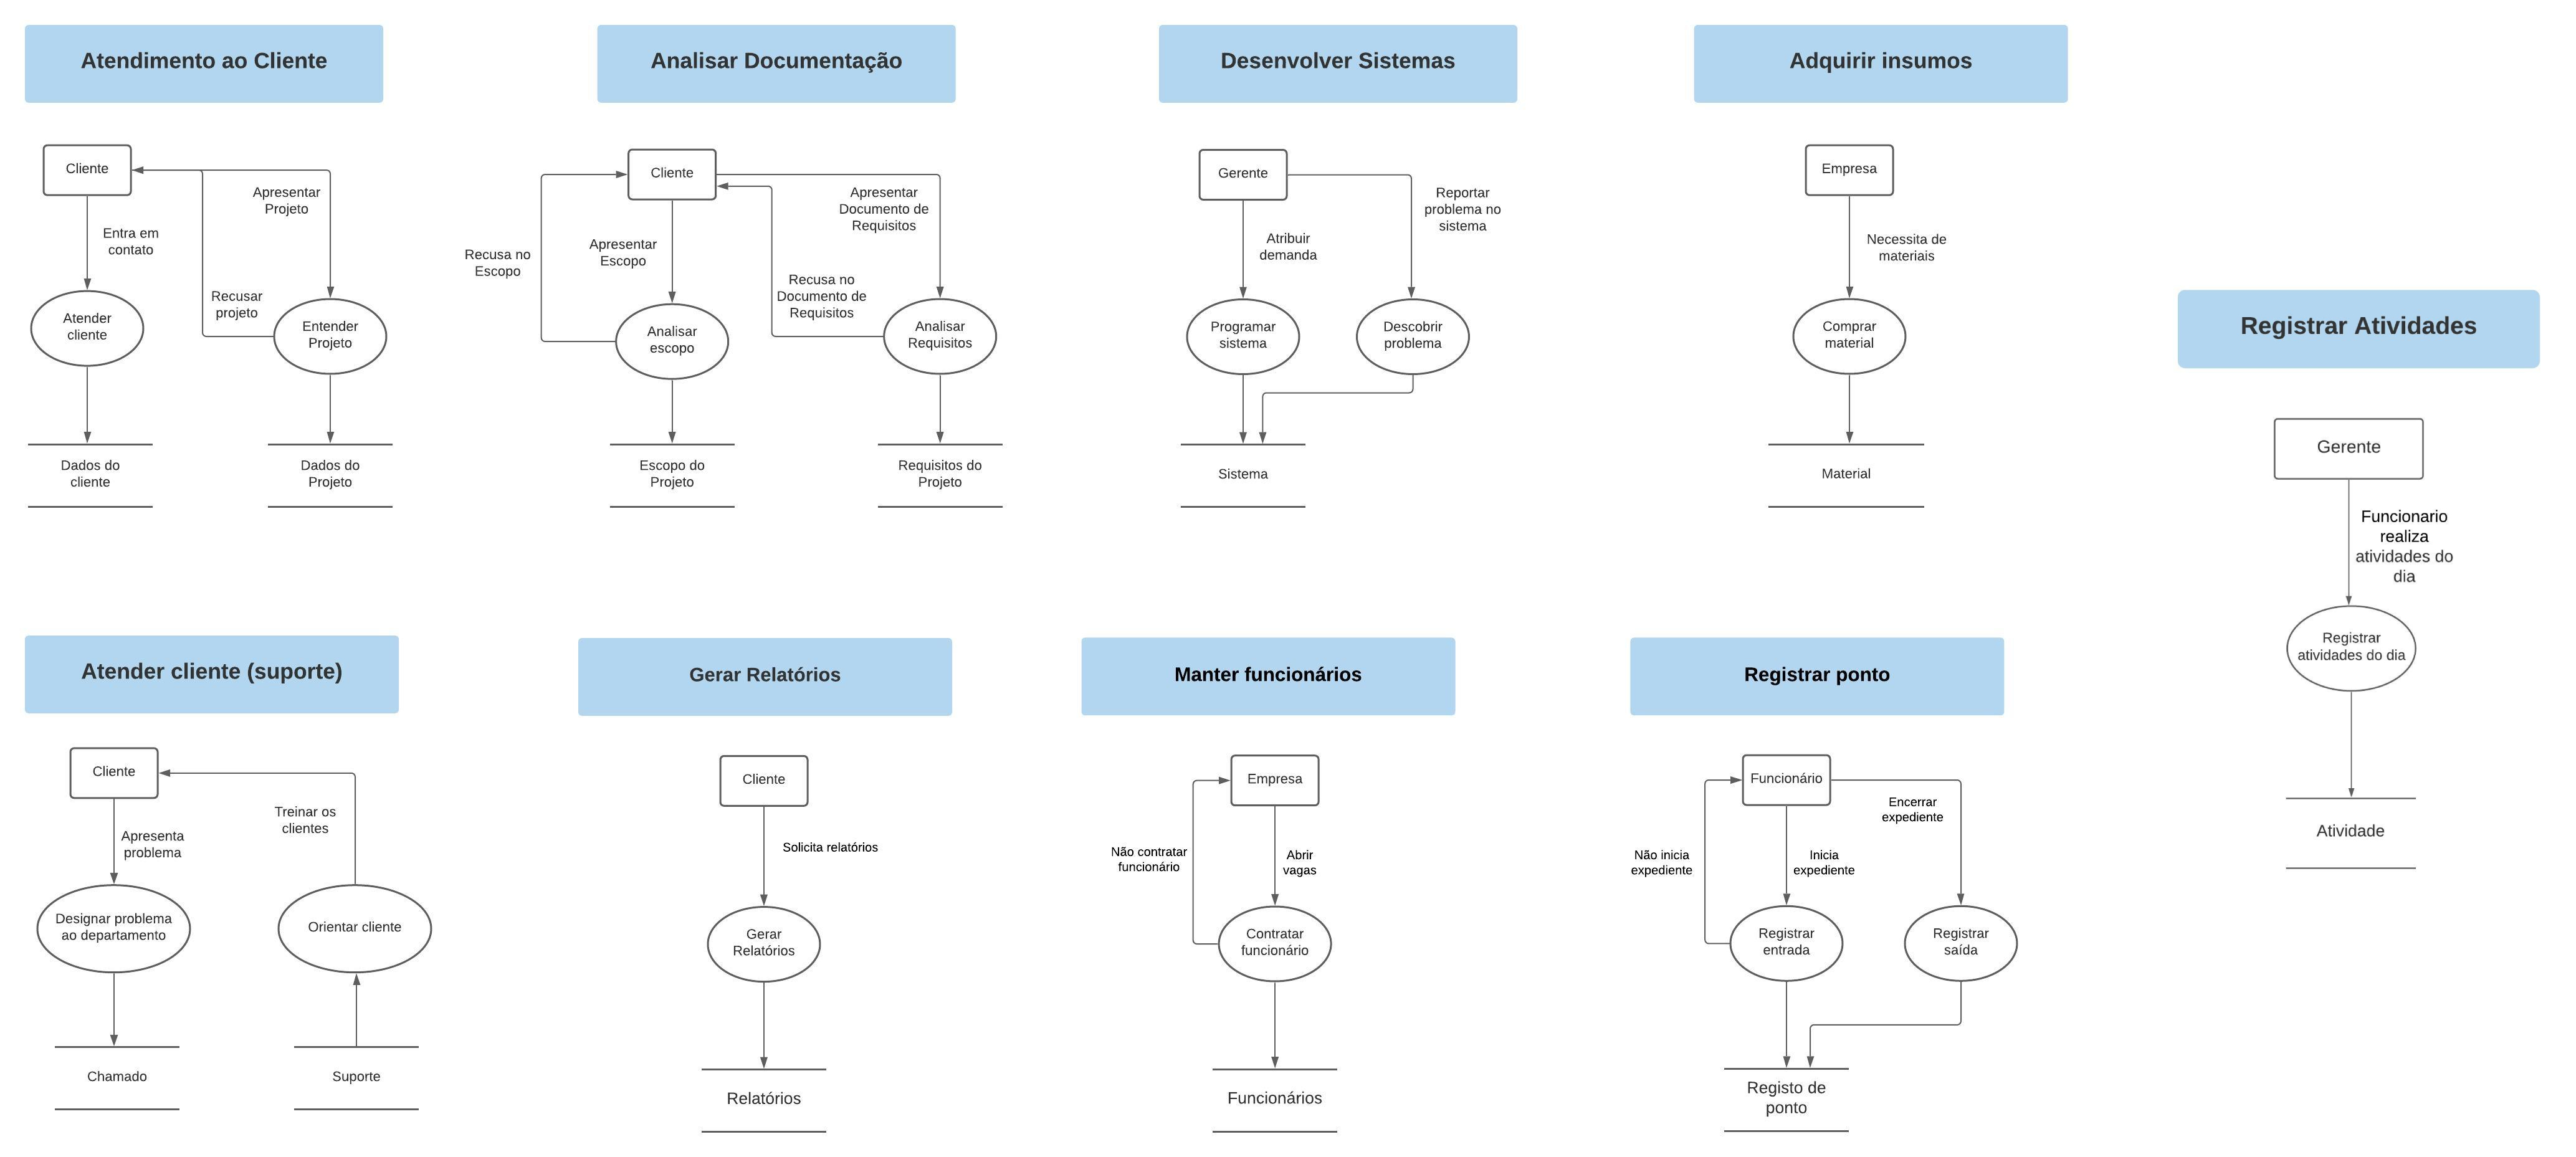 Atendimento ao Cliente
Cliente
Apresentar
Projeto
Entra em
contato
Recusar
projeto
Atender
cliente
Entender
Projeto
Dados do
cliente
Dados do
Projeto
Analisar Documentação
Cliente
Apresentar
Documento de
Requisitos
Apresentar
Escopo
Recusa no
Escopo
Recusa no
Documento de
Requisitos
Analisar
escopo
Analisar
Requisitos
Escopo do
Projeto
Requisitos do
Projeto
Desenvolver Sistemas
Gerente
Reportar
problema no
sistema
Atribuir
demanda
Programar
sistema
Descobrir
problema
Sistema
Adquirir insumos
Empresa
Necessita de
materiais
Comprar
material
Material
Registrar Atividades
Gerente
Funcionario
realiza
atividades do
dia
Registrar
atividades do dia
Atividade
Atender cliente (suporte)
Cliente
Treinar os
clientes
Apresenta
problema
Designar problema
ao departamento
Orientar cliente
Chamado
Suporte
Gerar Relatórios
Cliente
Solicita relatórios
Gerar
Relatórios
Relatórios
Manter funcionários
Empresa
Não contratar
funcionário
Abrir
vagas
Contratar
funcionário
Funcionários
Registrar ponto
Funcionário
Encerrar
expediente
Não inicia
expediente
Inicia
expediente
Registrar
entrada
Registrar
saída
Registo de
ponto